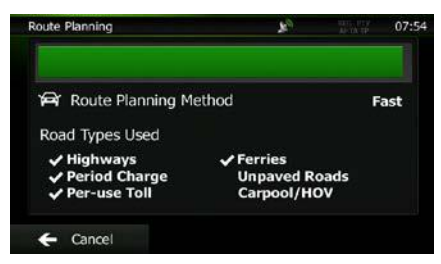 Route Planning 07:54
Route Planning Method Fast
Road Types Used
Highways Ferries
Period Charge Unpaved Roads
Per-use Toll Carpool/HOV
Cancel